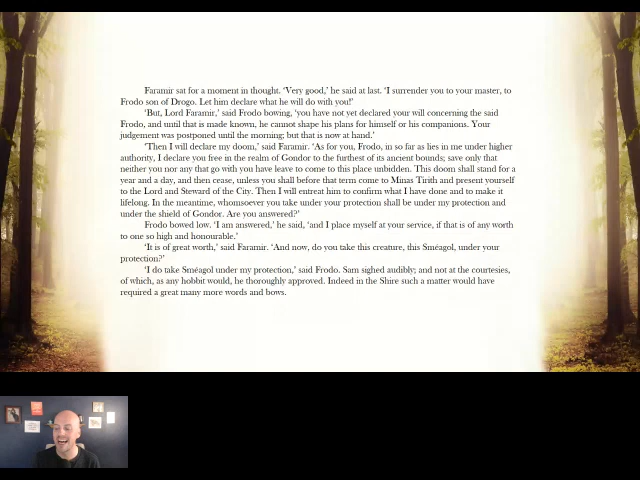 Faramir sat for a moment in thought. ‘Very good,’ he said at last. ‘I surrender you to your master, to
Frodo son of Drogo. Let him declare what he will do with you!’
‘But, Lord Faramir,’ said Frodo bowing, ‘you have not yet declared your will concerning the said
Frodo, and until that is made known, he cannot shape his plans for himself or his companions. Your
judgement was postponed until the morning; but that is now at hand.’
‘Then I will declare my doom,’ said Faramir. ‘As for you, Frodo, in so far as lies in me under higher
authority, I declare you free in the realm of Gondor to the furthest of its ancient bounds; save only that
neither you nor any that go with you have leave to come to this place unbidden. This doom shall stand for
a year and a day, and then cease, unless you shall before that term come to Minas Tirith and present yourself
to the Lord and Steward of the City. Then I will entreat him to confirm what I have done and to make it
lifelong. In the meantime, whomsoever you take under your protection shall be under my protection and
under the shield of Gondor. Are you answered?’
Frodo bowed low. ‘I am answered,’ he said, ‘and I place myself at your service, if that is of any worth
to one so high and honourable.’
‘It is of great worth,’ said Faramir. ‘And now, do you take this creature, this Sméagol, under your
protection?’
‘I do take Sméagol under my protection,’ said Frodo. Sam sighed audibly; and not at the courtesies,
of which, as any hobbit would, he thoroughly approved. Indeed in the Shire such a matter would have
required a great many more words and bows.